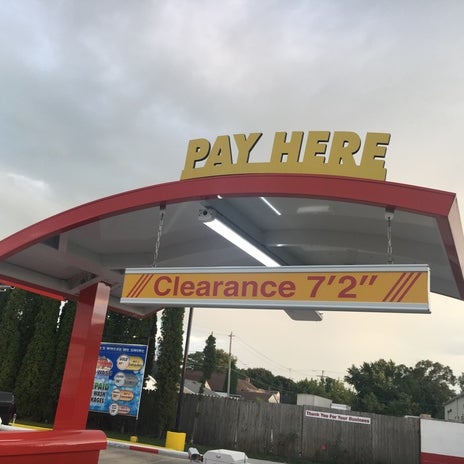 PAY HERE
Clearance 7'2"
Thank You For Your Business